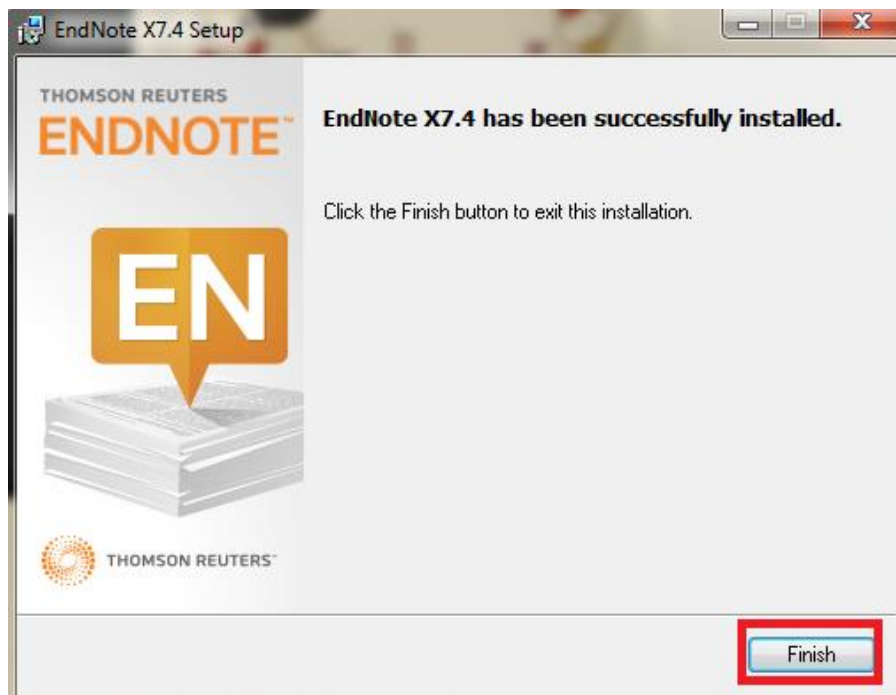 EndNote X7.4 Setup
THOMSON REUTERS
ENDNOTE™
EndNote X7.4 has been successfully installed.
Click the Finish button to exit this installation.
EN
THOMSON REUTERS™
Finish